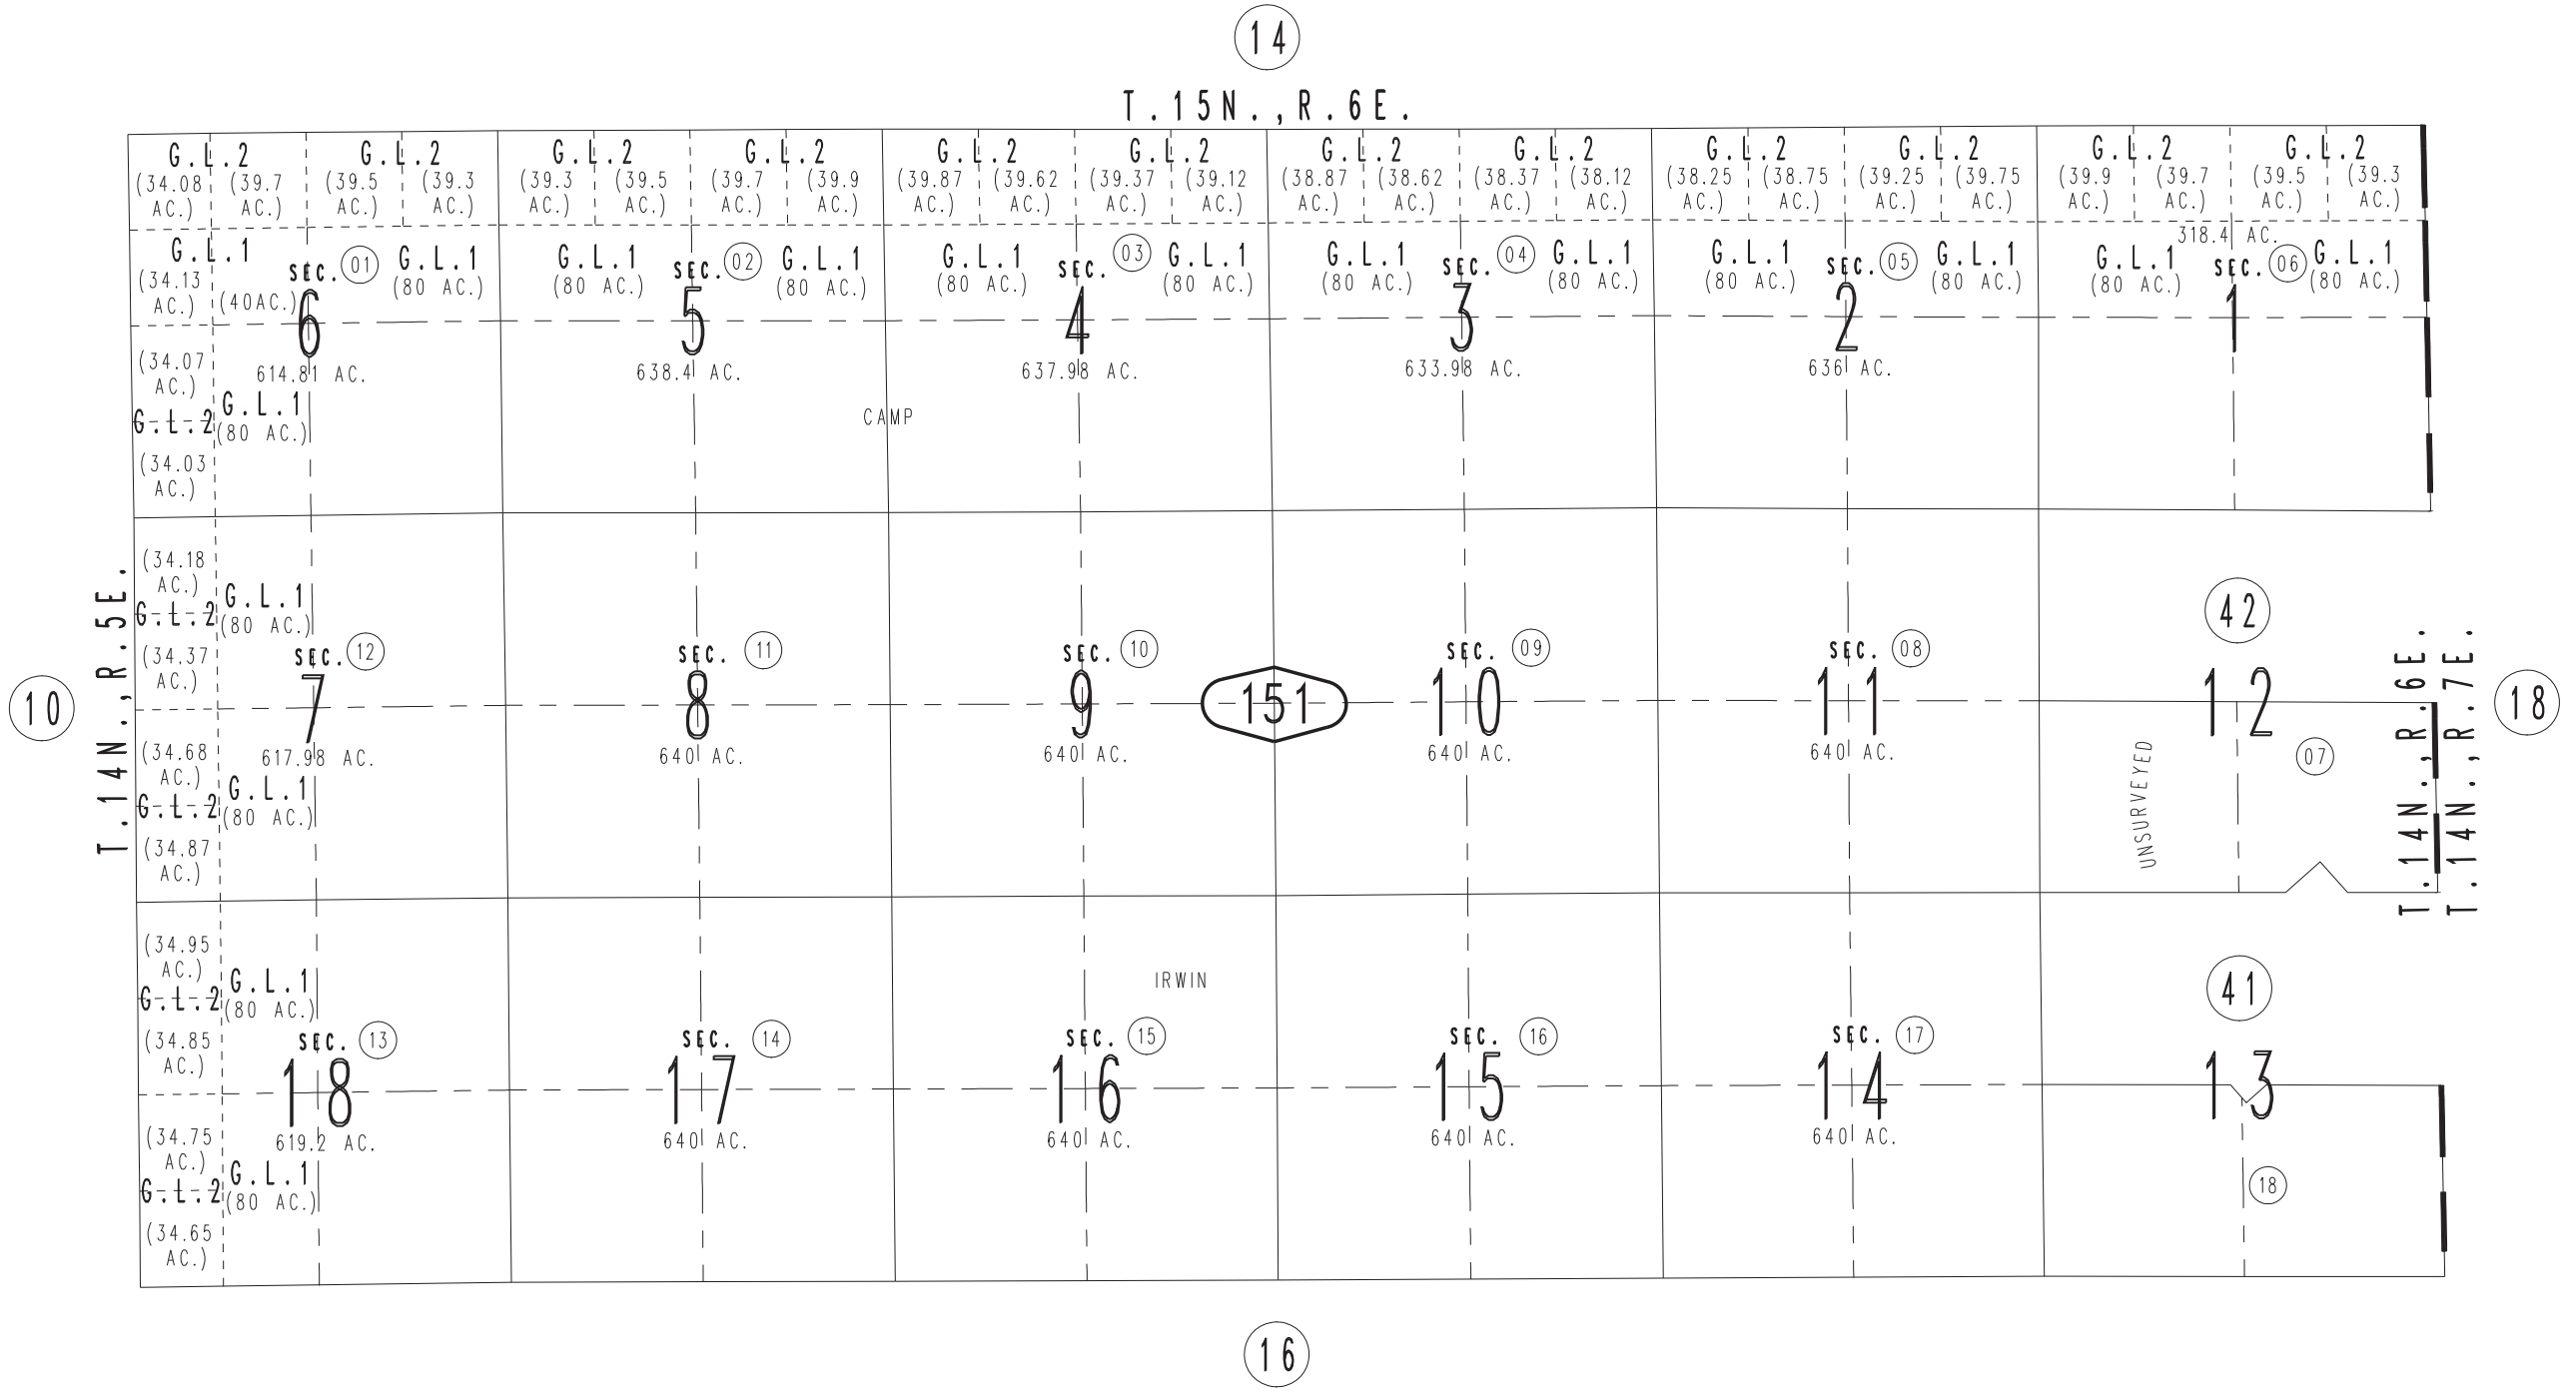 14
T.15N.,R.6E.
G.L.2 G.L.2 G.L.2 G.L.2 G.L.2 G.L.2 G.L.2 G.L.2 G.L.2 G.L.2 G.L.2 G.L.2
(34.08 (39.7 (39.5 (39.3 (39.3 (39.5 (39.7 (39.9 (39.87 (39.62 (39.37 (39.12 (38.87 (38.62 (38.37 (38.12 (38.25 (38.75 (39.25 (39.75 (39.9 (39.7 (39.5 (39.3
AC.) AC.) AC.) AC.) AC.) AC.) AC.) AC.) AC.) AC.) AC.) AC.) AC.) AC.) AC.) AC.) AC.) AC.) AC.) AC.) AC.) AC.) AC.) AC.)
318.4 AC.
G.L.1 SEC. 01 G.L.1 G.L.1 SEC. 02 G.L.1 G.L.1 SEC. 03 G.L.1 G.L.1 SEC. 04 G.L.1 G.L.1 SEC. 05 G.L.1 G.L.1 SEC. 06 G.L.1
(34.13 (80 AC.) (80 AC.) (80 AC.) (80 AC.) (80 AC.) (80 AC.) (80 AC.) (80 AC.) (80 AC.) (80 AC.) (80 AC.)
AC.) (40AC.) 6 5 4 3 2 1
(34.07 614.81 AC. 638.4 AC. 637.98 AC. 633.98 AC. 636 AC.
AC.)
G.L.1 CAMP
G.L.2 (80 AC.)
(34.03
AC.)
(34.18
AC.) G.L.1 42
G.L.2 (80 AC.)
T.14N.,R.5E.
(34.37 SEC. 12 SEC. 11 SEC. 10 SEC. 09 SEC. 08
AC.)
10 7 8 9 151 10 11 12 18
T.14N.,R.6E.
T.14N.,R.7E.
(34.68 617.98 AC. 640 AC. 640 AC. 640 AC. 640 AC. 07
AC.) G.L.1 UNSURVEYED
G.L.2 (80 AC.)
(34.87
AC.)
(34.95
AC.) G.L.1 IRWIN 41
G.L.2 (80 AC.)
(34.85 SEC. 13 SEC. 14 SEC. 15 SEC. 16 SEC. 17
AC.)
18 17 16 15 14 13
(34.75 619.2 AC. 640 AC. 640 AC. 640 AC. 640 AC.
AC.) G.L.1 18
G.L.2 (80 AC.)
(34.65
AC.)
16